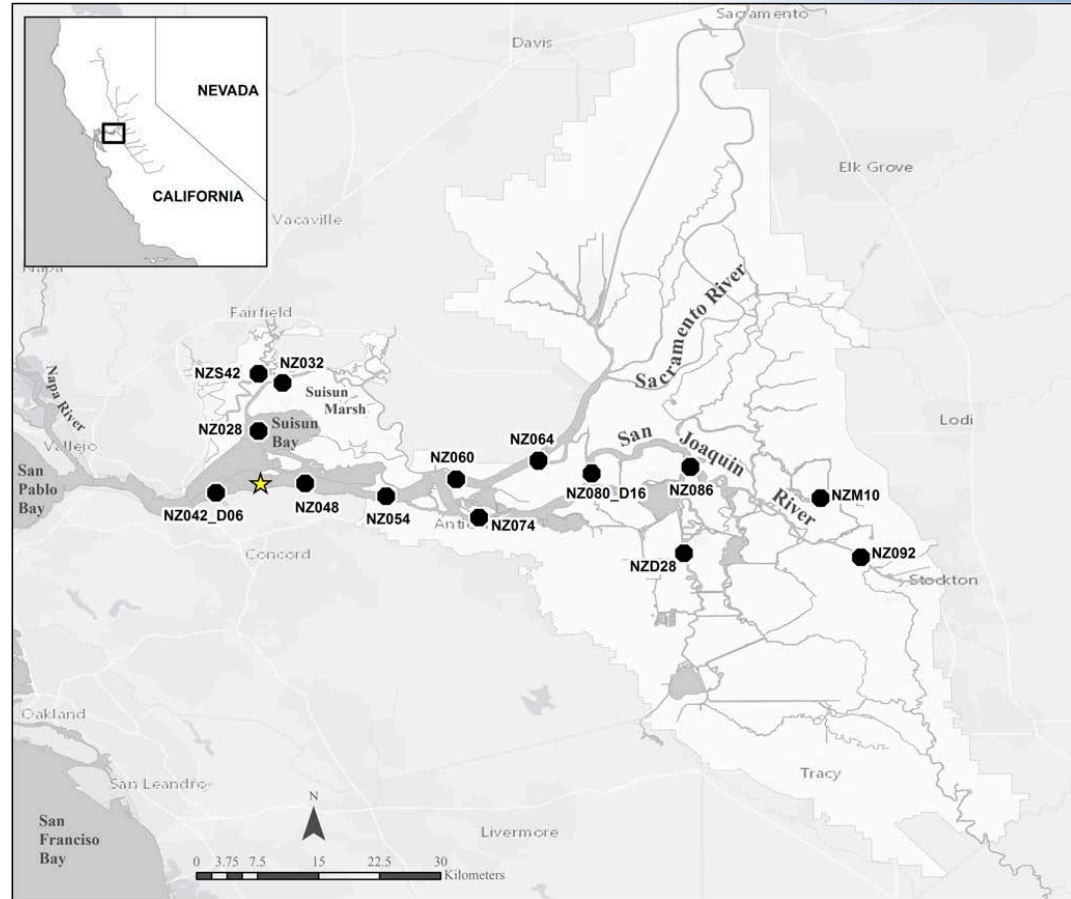 Sacramento
Davis
NEVADA
CALIFORNIA
Elk Grove
Vacaville
Napa
Fairfield
Sacramento River
NZS42
NZ032
Suisun
Marsh
Napa River
NZ028
Suisun
Bay
Vallejo
Lodi
San
Pablo
Bay
NZ064
San
Joaquin
River
NZ060
NZ080_D16
NZ086
NZM10
NZ042_D06
NZ048
NZ054
NZ074
Concord
NZD28
NZ092
Stockton
Oakland
San Leandro
Tracy
San
Franciso
Bay
N
Livermore
0 3.75 7.5 15 22.5 30
Kilometers